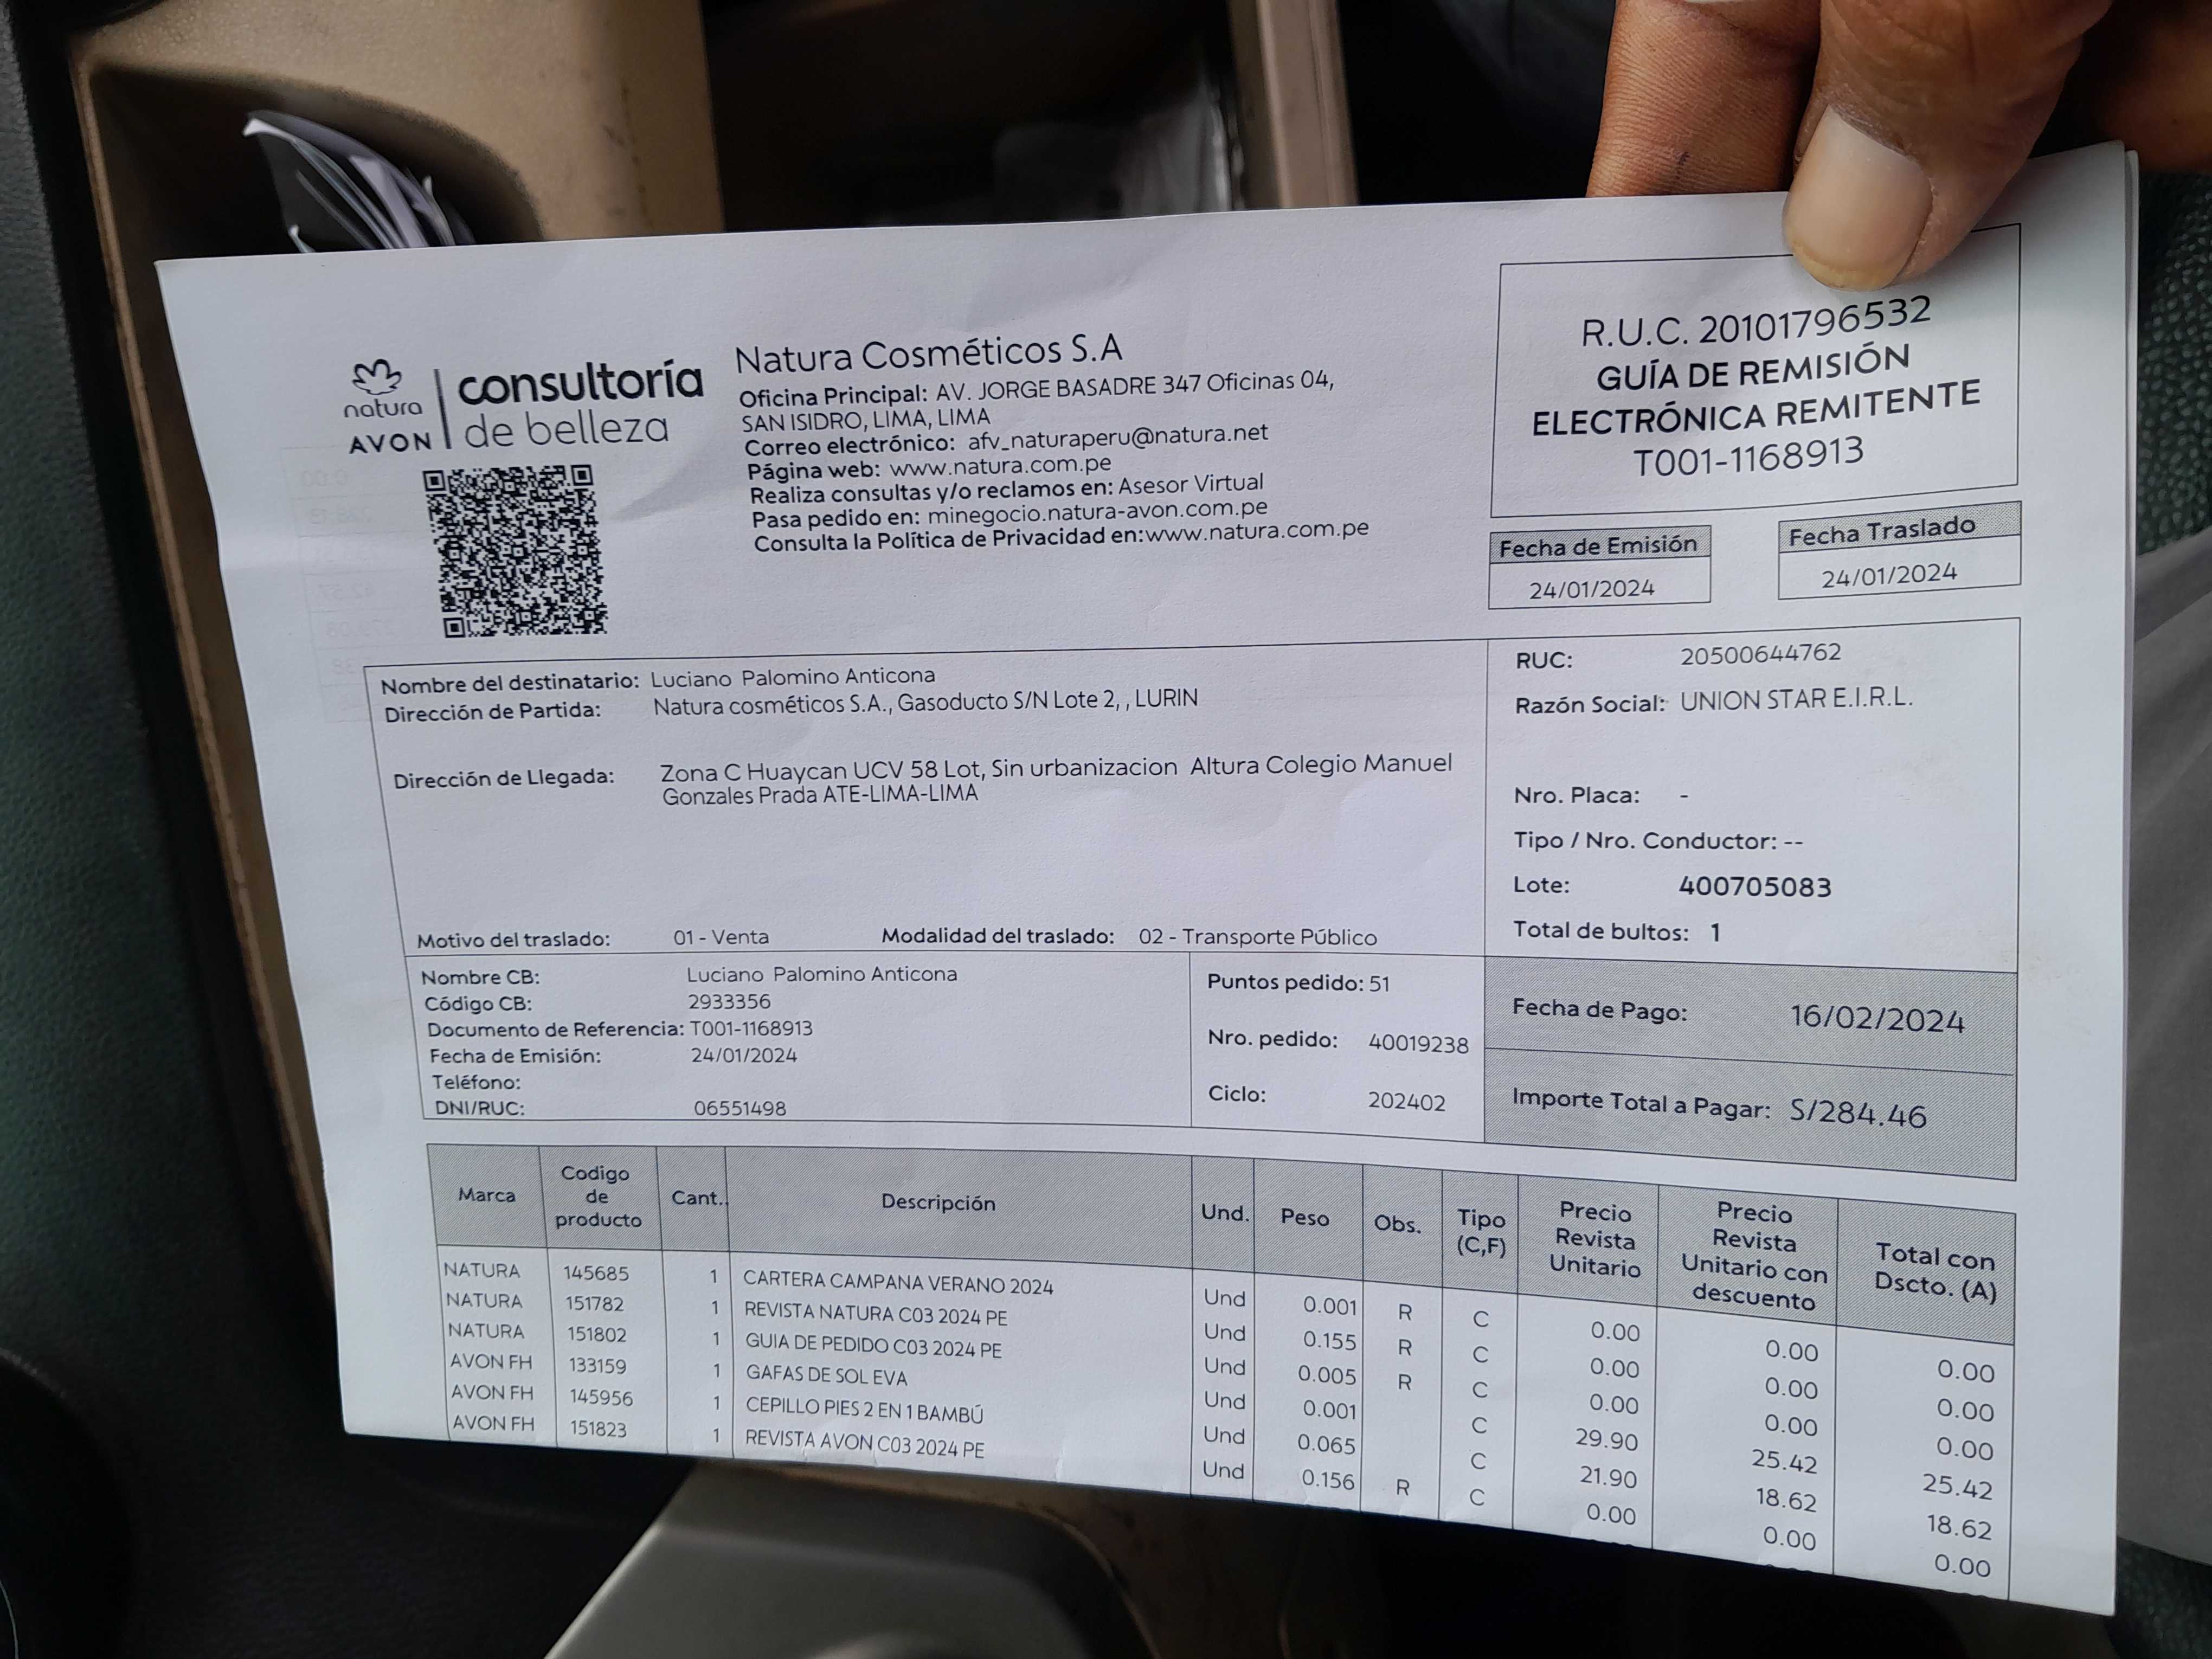 natura
AVON
consultoría
de belleza
Natura Cosméticos S.A
Oficina Principal: AV. JORGE BASADRE 347 Oficinas 04,
SAN ISIDRO, LIMA, LIMA
Correo electrónico: afv_naturaperu@natura.net
Página web: www.natura.com.pe
Realiza consultas y/o reclamos en: Asesor Virtual
Pasa pedido en: minegocio.natura-avon.com.pe
Consulta la Política de Privacidad en:www.natura.com.pe
R.U.C. 20101796532
GUÍA DE REMISIÓN
ELECTRÓNICA REMITENTE
T001-1168913
Fecha de Emisión
24/01/2024
Fecha Traslado
24/01/2024
Nombre del destinatario: Luciano Palomino Anticona
Dirección de Partida: Natura cosméticos S.A., Gasoducto S/N Lote 2, , LURIN
Dirección de Llegada: Zona C Huaycan UCV 58 Lot, Sin urbanizacion Altura Colegio Manuel
Gonzales Prada ATE-LIMA-LIMA
Motivo del traslado: 01 - Venta Modalidad del traslado: 02 - Transporte Público
RUC: 20500644762
Razón Social: UNION STAR E.I.R.L.
Nro. Placa: -
Tipo / Nro. Conductor: --
Lote: 400705083
Total de bultos: 1
Nombre CB: Luciano Palomino Anticona
Código CB: 2933356
Documento de Referencia: T001-1168913
Fecha de Emisión: 24/01/2024
Teléfono:
DNI/RUC: 06551498
Puntos pedido: 51
Nro. pedido: 40019238
Ciclo: 202402
Fecha de Pago: 16/02/2024
Importe Total a Pagar: S/284.46
Marca Codigo de producto Cant. Descripción Und. Peso Obs. Tipo (C,F) Precio Revista Unitario Precio Revista Unitario con descuento Total con Dscto. (A)
NATURA 145685 1 CARTERA CAMPANA VERANO 2024 Und 0.001 R C 0.00 0.00 0.00
NATURA 151782 1 REVISTA NATURA C03 2024 PE Und 0.155 R C 0.00 0.00 0.00
NATURA 151802 1 GUIA DE PEDIDO C03 2024 PE Und 0.005 R C 0.00 0.00 0.00
AVON FH 133159 1 GAFAS DE SOL EVA Und 0.001 C 29.90 25.42 25.42
AVON FH 145956 1 CEPILLO PIES 2 EN 1 BAMBÚ Und 0.065 C 21.90 18.62 18.62
AVON FH 151823 1 REVISTA AVON C03 2024 PE Und 0.156 R C 0.00 0.00 0.00